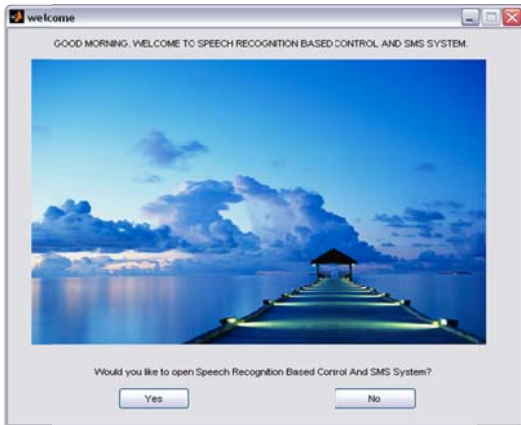 welcome
GOOD MORNING. WELCOME TO SPEECH RECOGNITION BASED CONTROL AND SMS SYSTEM.
Would you like to open Speech Recognition Based Control And SMS System?
Yes No